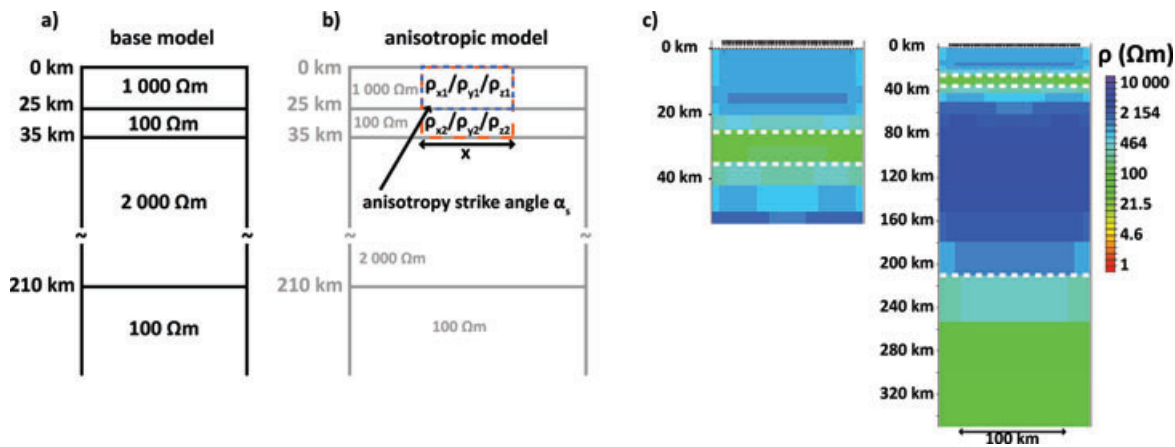 a)
base model
0 km
1 000 Ωm
25 km
100 Ωm
35 km
2 000 Ωm
~ ~
210 km
100 Ωm
b)
anisotropic model
0 km
1 000 Ωm
ρx1/ρy1/ρz1
25 km
100 Ωm
ρx2/ρy2/ρz2
35 km
x
anisotropy strike angle αs
~ ~
2 000 Ωm
210 km
100 Ωm
c)
0 km
20 km
40 km
0 km
40 km
80 km
120 km
160 km
200 km
240 km
280 km
320 km
100 km
ρ (Ωm)
10 000
2 154
464
100
21.5
4.6
1